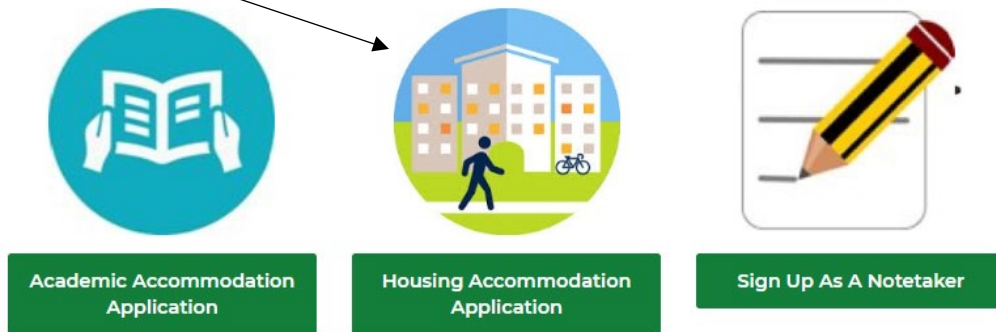 Academic Accommodation
Application
Housing Accommodation
Application
Sign Up As A Notetaker